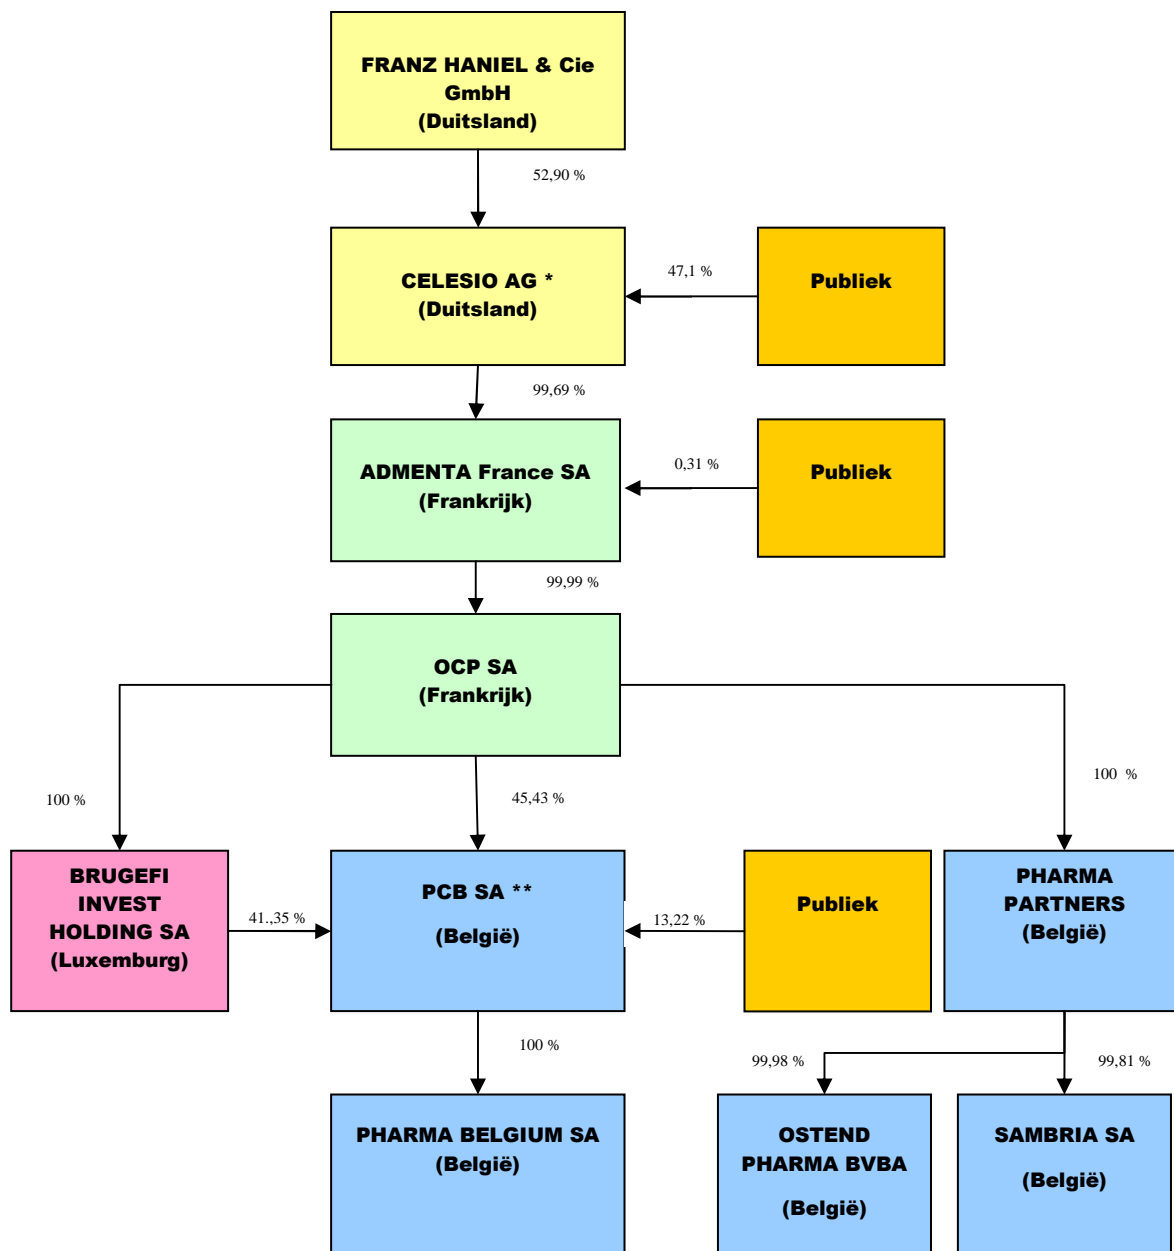 FRANZ HANIEL & Cie
GmbH
(Duitsland)
52,90 %
CELESIO AG *
(Duitsland)
47,1 %
Publiek
99,69 %
ADMENTA France SA
(Frankrijk)
0,31 %
Publiek
99,99 %
OCP SA
(Frankrijk)
100 %
45,43 %
100 %
BRUGEFI
INVEST
HOLDING SA
(Luxemburg)
41.,35 %
PCB SA **
(België)
13,22 %
Publiek
PHARMA
PARTNERS
(België)
100 %
99,98 %
99,81 %
PHARMA BELGIUM SA
(België)
OSTEND
PHARMA BVBA
(België)
SAMBRIA SA
(België)